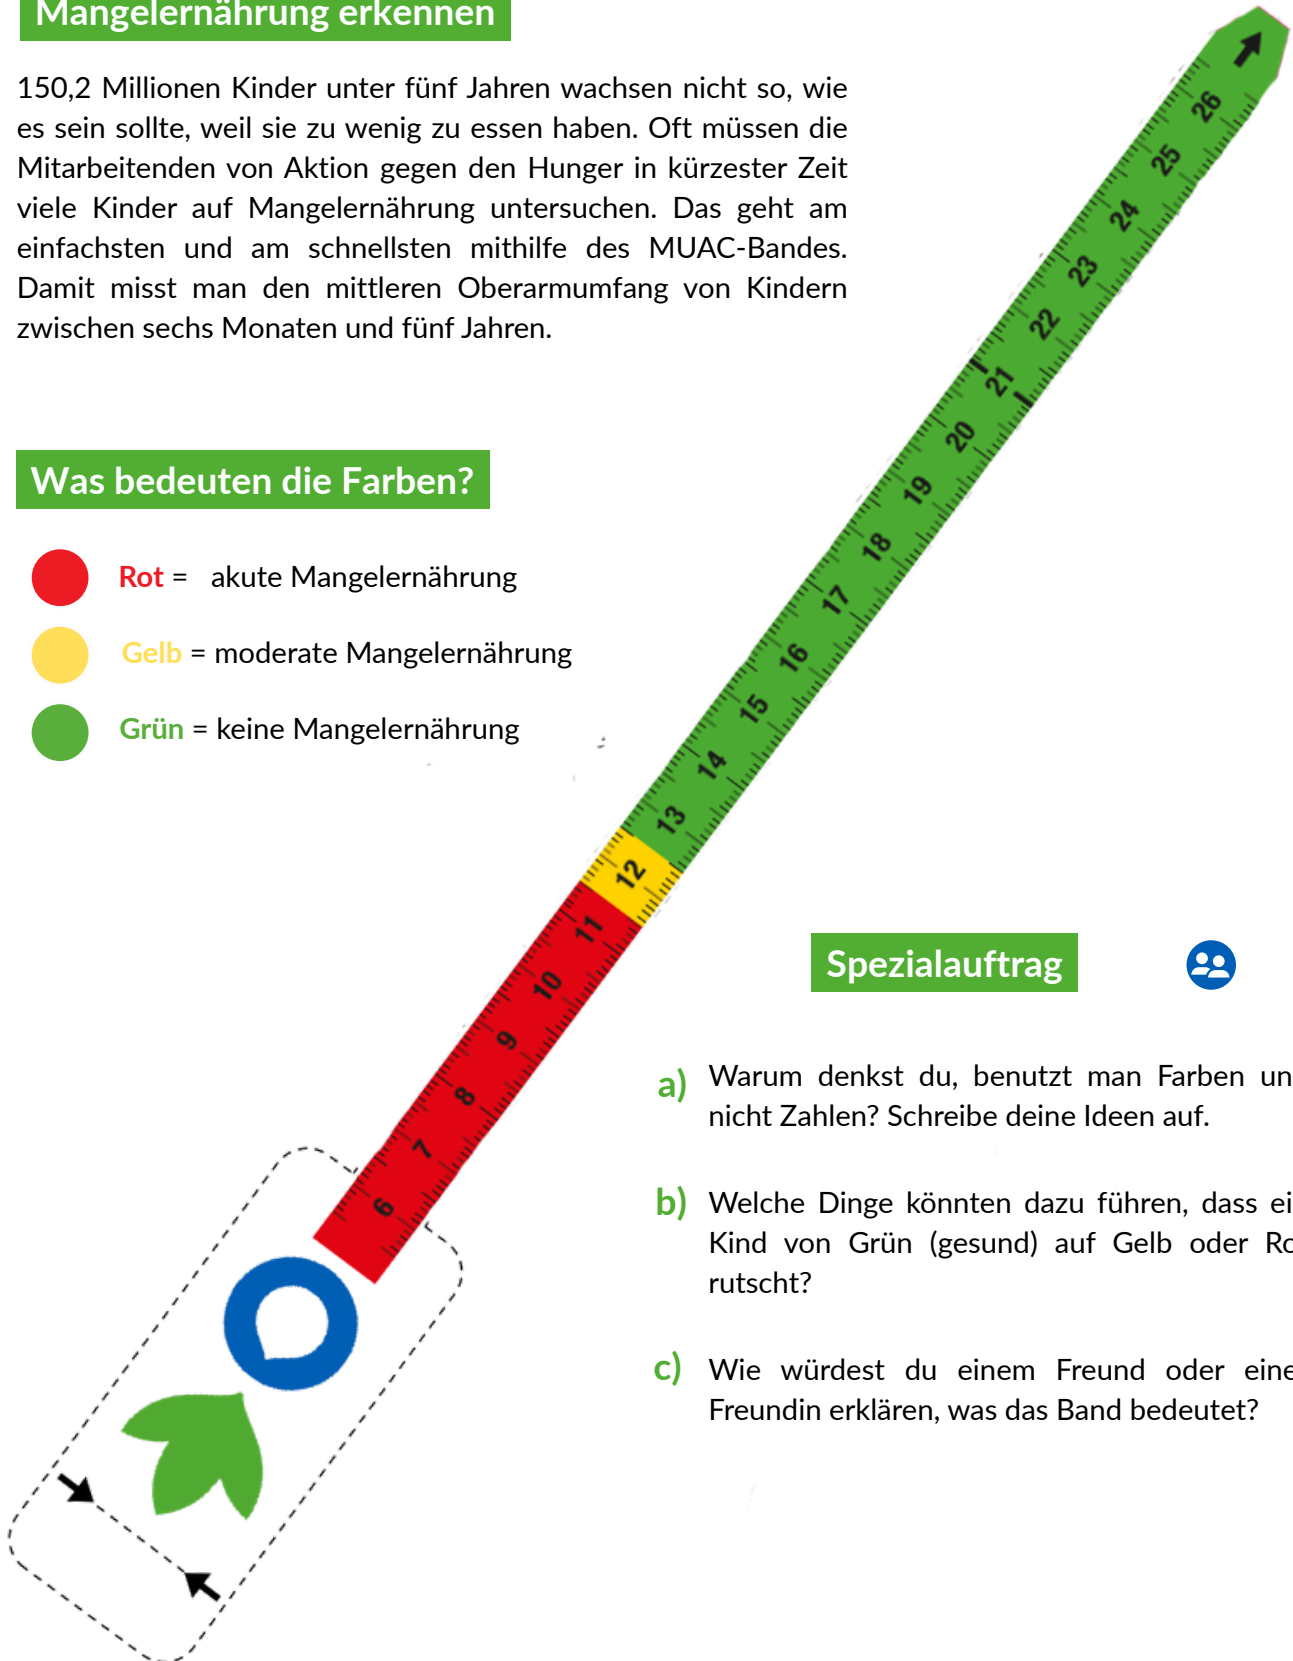 Mangelernährung erkennen
150,2 Millionen Kinder unter fünf Jahren wachsen nicht so, wie
es sein sollte, weil sie zu wenig zu essen haben. Oft müssen die
Mitarbeitenden von Aktion gegen den Hunger in kürzester Zeit
viele Kinder auf Mangelernährung untersuchen. Das geht am
einfachsten und am schnellsten mithilfe des MUAC-Bandes.
Damit misst man den mittleren Oberarmumfang von Kindern
zwischen sechs Monaten und fünf Jahren.
Was bedeuten die Farben?
Rot = akute Mangelernährung
Gelb = moderate Mangelernährung
Grün = keine Mangelernährung
26
25
24
23
22
21
20
19
18
17
16
15
14
13
12
11
10
9
8
7
6
Spezialauftrag
a) Warum denkst du, benutzt man Farben un
nicht Zahlen? Schreibe deine Ideen auf.
b) Welche Dinge könnten dazu führen, dass ei
Kind von Grün (gesund) auf Gelb oder Ro
rutscht?
c) Wie würdest du einem Freund oder eine
Freundin erklären, was das Band bedeutet?